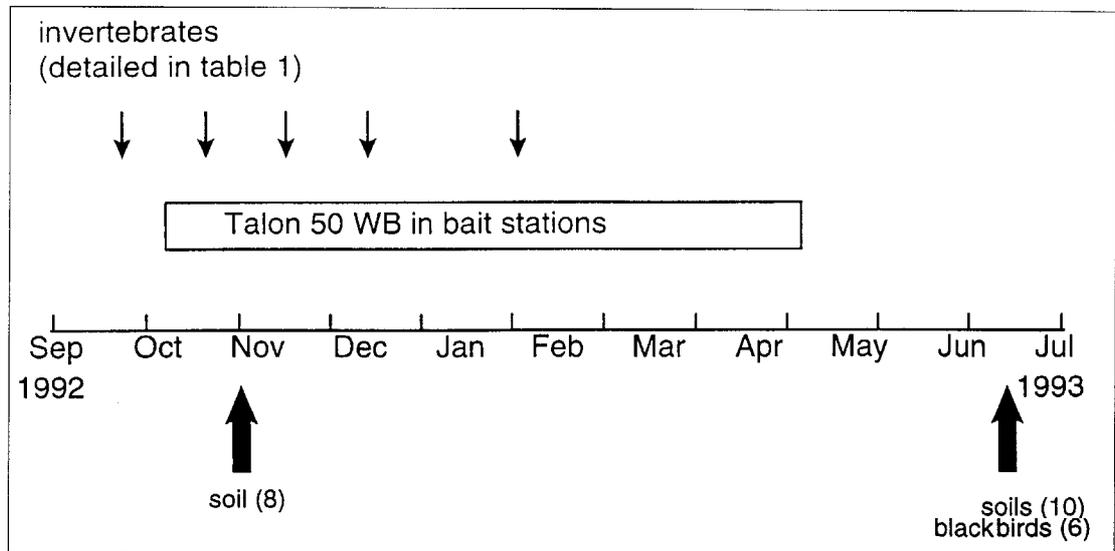 invertebrates
(detailed in table 1)
Talon 50 WB in bait stations
Sep Oct Nov Dec Jan Feb Mar Apr May Jun Jul
1992 1993
soil (8)
soils (10)
blackbirds (6)